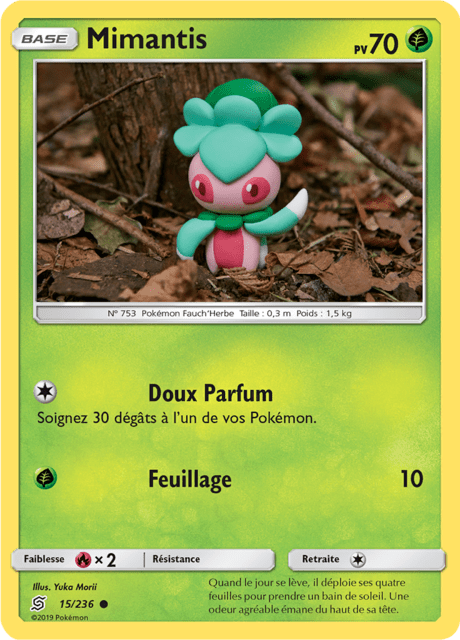 BASE Mimantis PV 70
N° 753 Pokémon Fauch'Herbe Taille : 0,3 m Poids : 1,5 kg
Doux Parfum
Soignez 30 dégâts à l'un de vos Pokémon.
Feuillage 10
Faiblesse × 2 Résistance Retraite
Illus. Yuka Morii
15/236
©2019 Pokémon
Quand le jour se lève, il déploie ses quatre
feuilles pour prendre un bain de soleil. Une
odeur agréable émane du haut de sa tête.